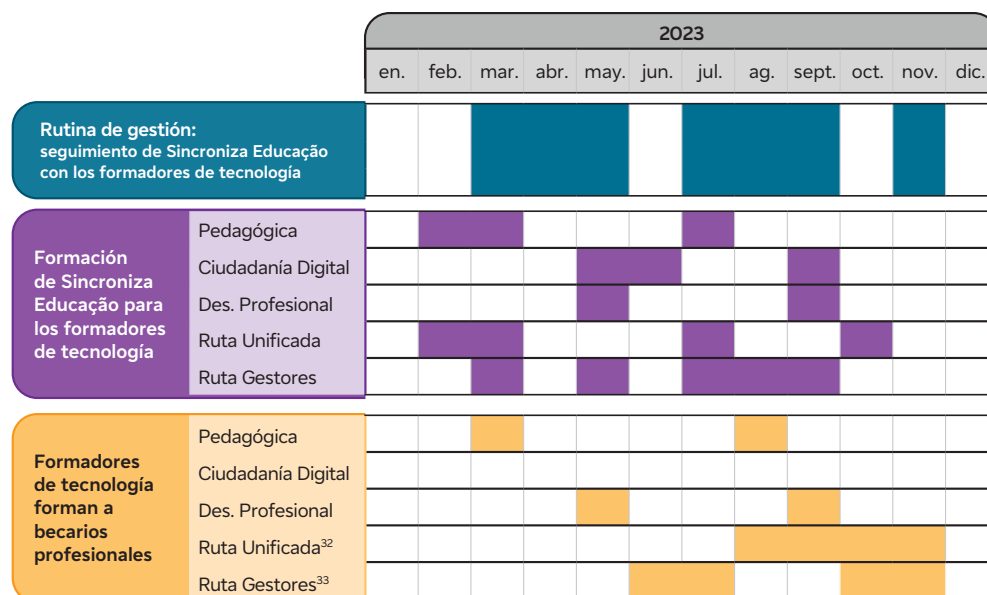 2023
en. feb. mar. abr. may. jun. jul. ag. sept. oct. nov. dic.
Rutina de gestión:
seguimiento de Sincroniza Educação
con los formadores de tecnología
Formación
de Sincroniza
Educação para
los formadores
de tecnología
Pedagógica
Ciudadanía Digital
Des. Profesional
Ruta Unificada
Ruta Gestores
Formadores
de tecnología
forman a
becarios
profesionales
Pedagógica
Ciudadanía Digital
Des. Profesional
Ruta Unificada³²
Ruta Gestores³³